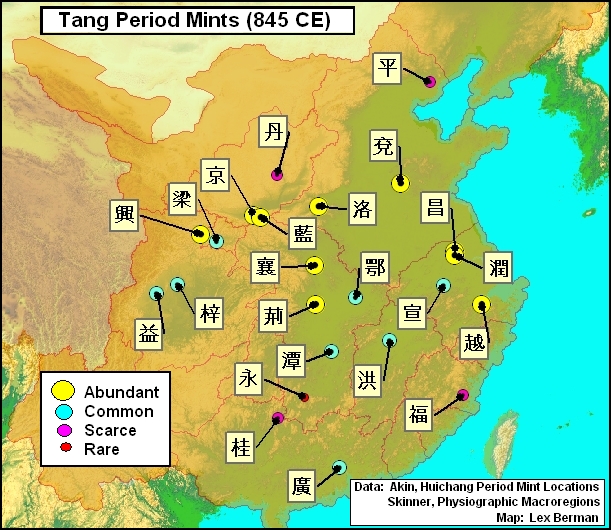 Tang Period Mints (845 CE)
平
丹
兗
京
梁
興
洛
昌
藍
襄
鄂
潤
宣
益
梓
荊
越
潭
洪
永
福
桂
廣
Abundant
Common
Scarce
Rare
Data: Akin, Huichang Period Mint Locations
Skinner, Physiographic Macroregions
Map: Lex Berman